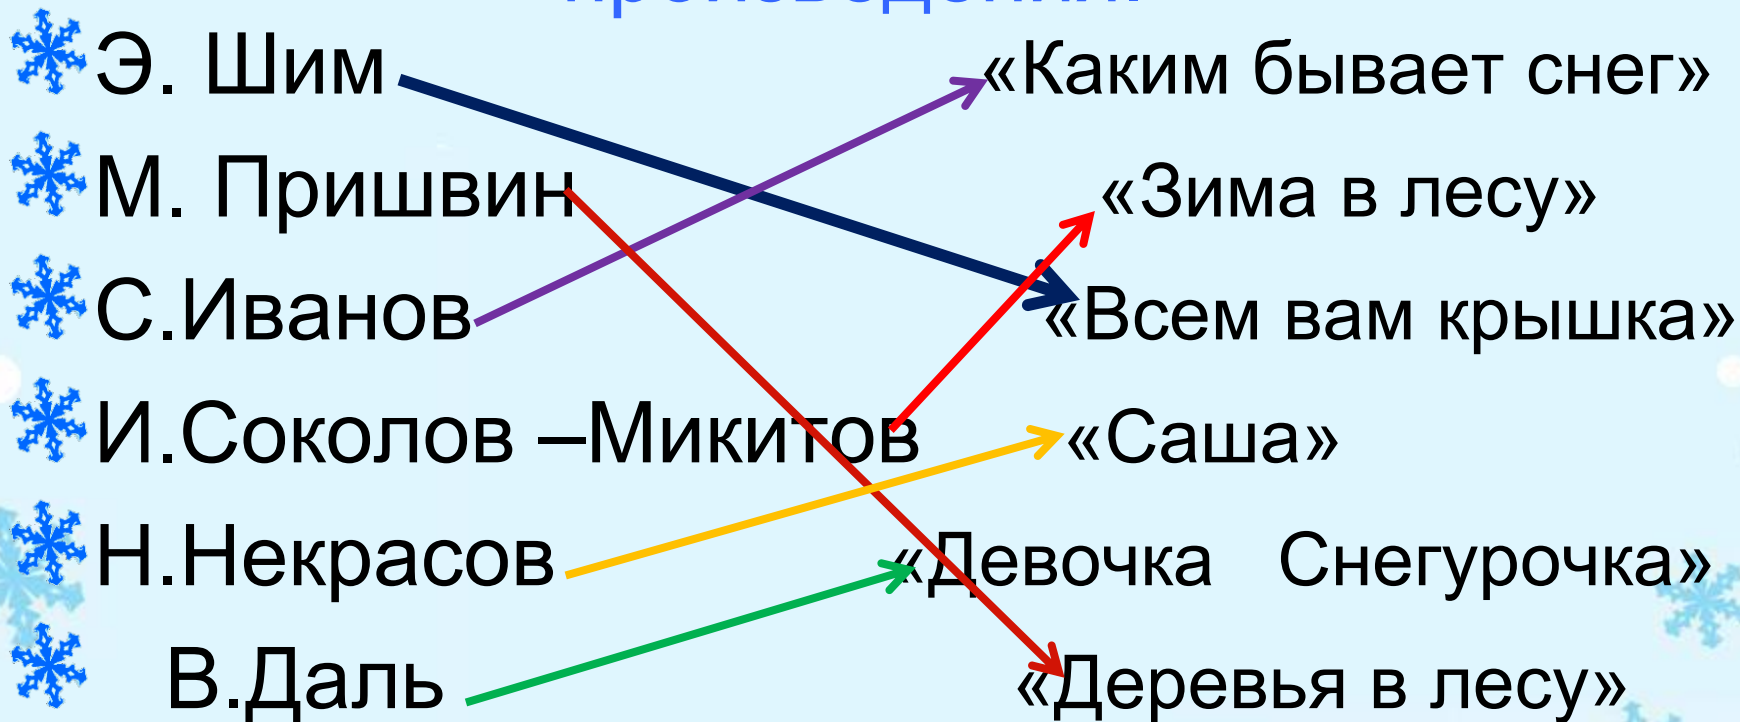 произведения.
Э. Шим «Каким бывает снег»
М. Пришвин «Зима в лесу»
С.Иванов «Всем вам крышка»
И.Соколов –Микитов «Саша»
Н.Некрасов «Девочка Снегурочка»
В.Даль «Деревья в лесу»